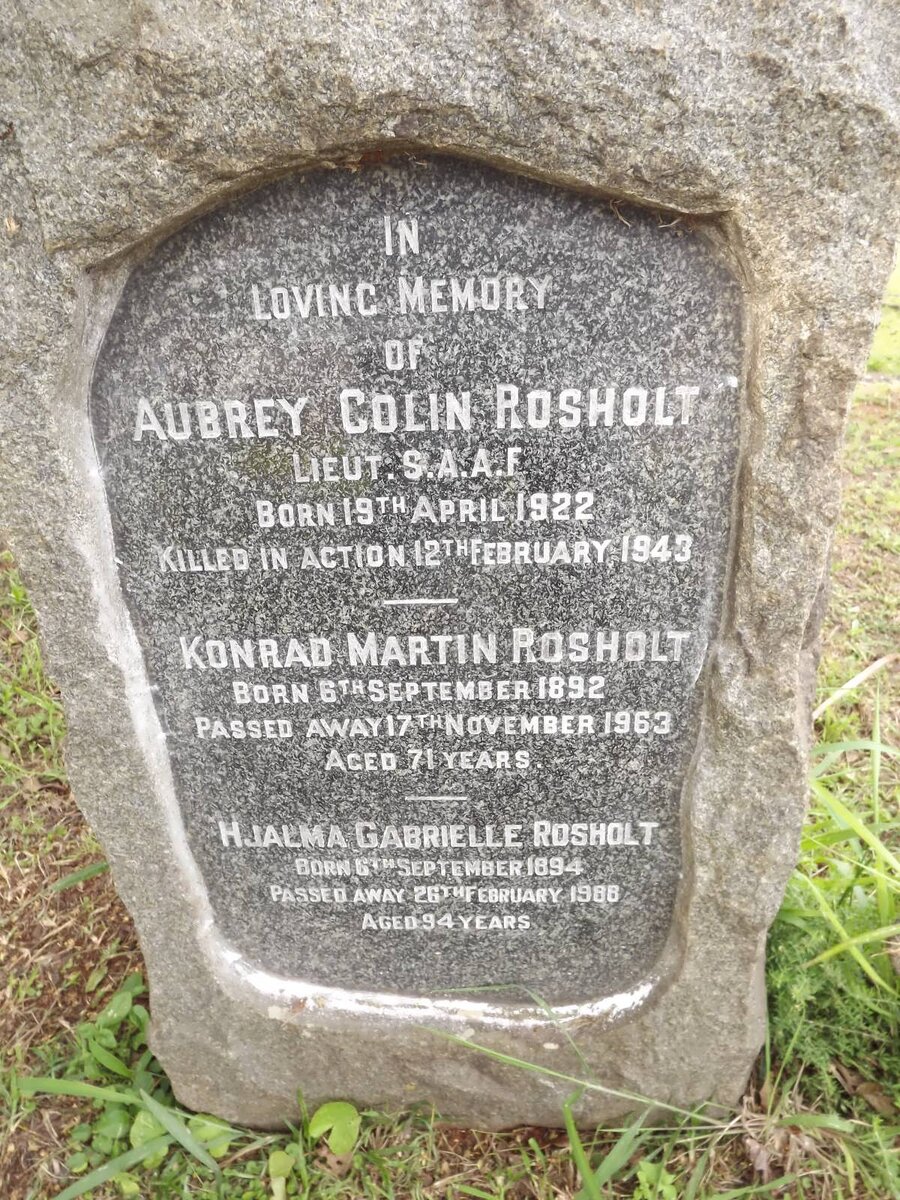 IN
LOVING MEMORY
OF
AUBREY COLIN ROSHOLT
LIEUT. S.A.A.F
BORN 19TH APRIL 1922
KILLED IN ACTION 12TH FEBRUARY, 1943
KONRAD MARTIN ROSHOLT
BORN 6TH SEPTEMBER 1892
PASSED AWAY 17TH NOVEMBER 1963
AGED 71 YEARS.
HJALMA GABRIELLE ROSHOLT
BORN 6TH SEPTEMBER 1894
PASSED AWAY 26TH FEBRUARY 1988
AGED 94 YEARS